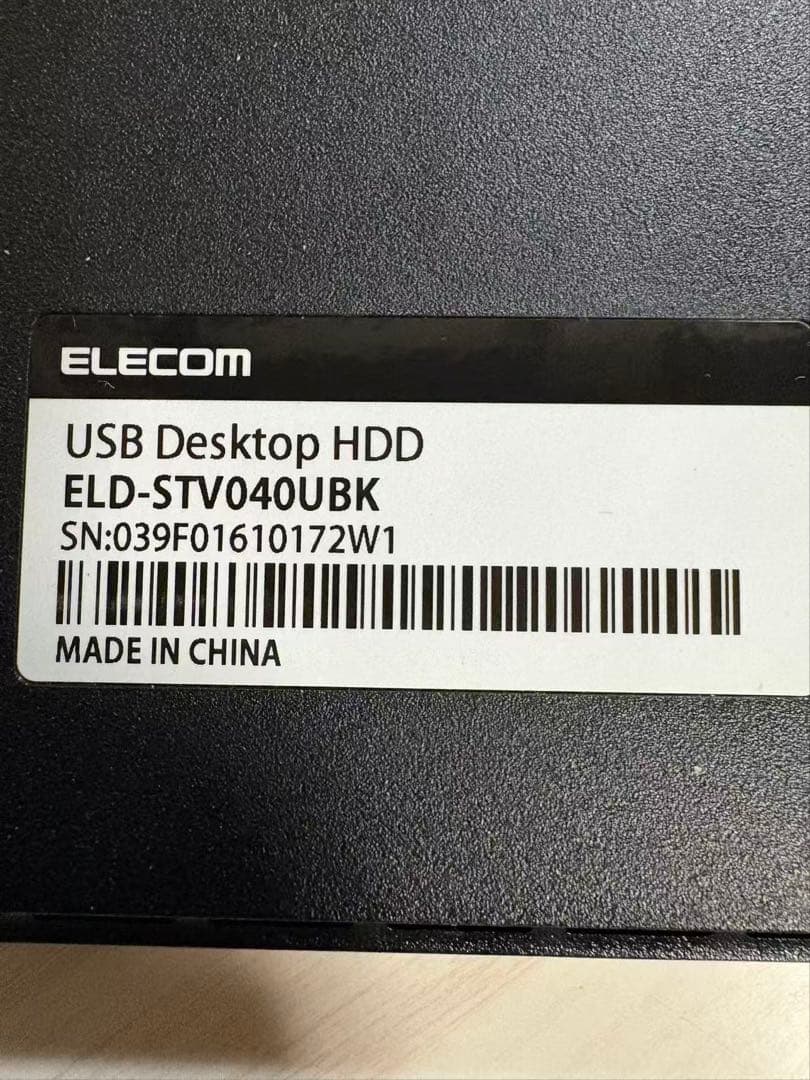 ELECOM
USB Desktop HDD
ELD-STV040UBK
SN:039F01610172W1
MADE IN CHINA